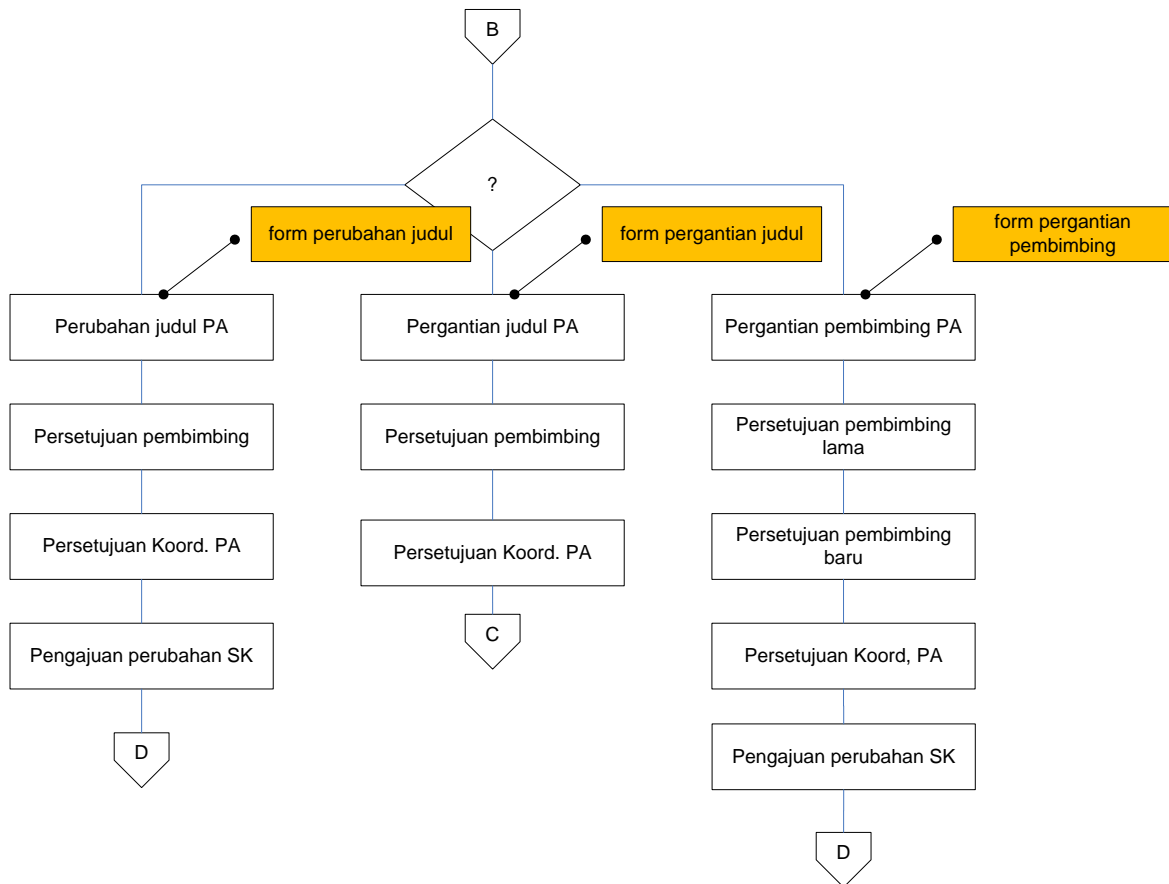 B
?
form perubahan judul
form pergantian judul
form pergantian
pembimbing
Perubahan judul PA
Pergantian judul PA
Pergantian pembimbing PA
Persetujuan pembimbing
Persetujuan pembimbing
Persetujuan pembimbing
lama
Persetujuan Koord. PA
Persetujuan Koord. PA
Persetujuan pembimbing
baru
Pengajuan perubahan SK
C
Persetujuan Koord, PA
D
Pengajuan perubahan SK
D